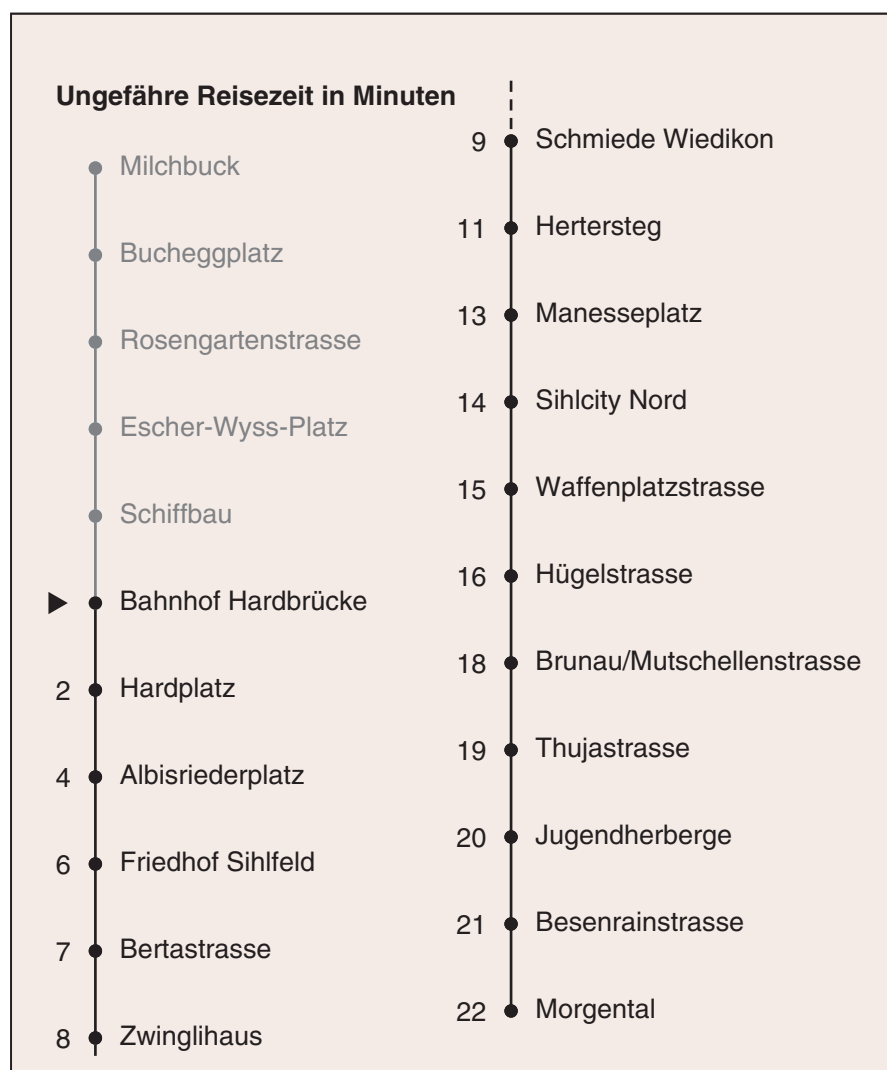 Ungefähre Reisezeit in Minuten
Milchbuck
Bucheggplatz
Rosengartenstrasse
Escher-Wyss-Platz
Schiffbau
Bahnhof Hardbrücke
2 Hardplatz
4 Albisriederplatz
6 Friedhof Sihlfeld
7 Bertastrasse
8 Zwinglihaus
9 Schmiede Wiedikon
11 Hertersteg
13 Manesseplatz
14 Sihlcity Nord
15 Waffenplatzstrasse
16 Hügelstrasse
18 Brunau/Mutschellenstrasse
19 Thujastrasse
20 Jugendherberge
21 Besenrainstrasse
22 Morgental